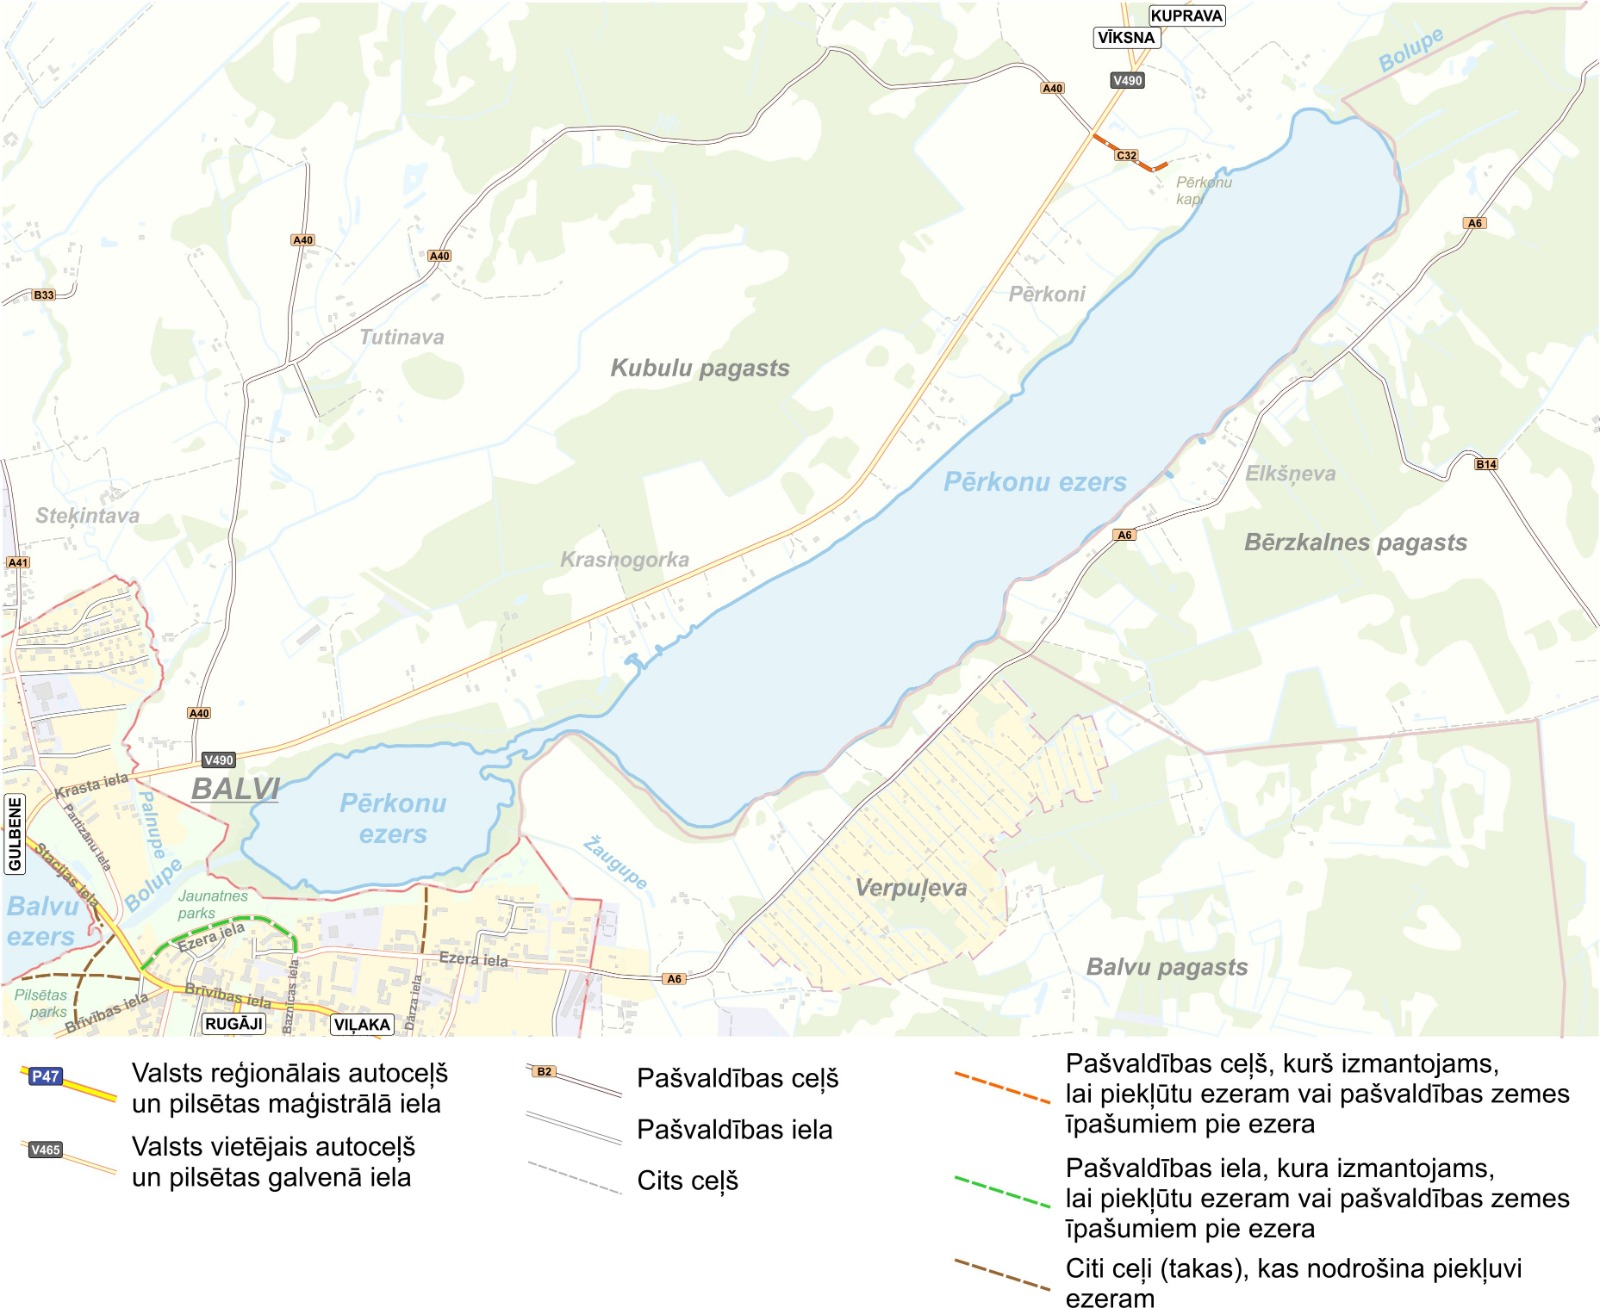 KUPRAVA
VĪKSNA
V490
Bolupe
A40
C32
Pērkonu
kapi
A6
A40
A40
B33
Pērkoni
Tutinava
Kubulu pagasts
B14
Elkšņeva
Pērkonu ezers
Steķintava
A6
Bērzkalnes pagasts
A41
Krasnogorka
A40
V490
Krasta iela
BALVI
GULBENE
Partizānu iela
Palnupe
Pērkonu
ezers
Stacijas iela
Bolupe
Žaugupe
Verpuļeva
Jaunatnes
parks
Balvu
ezers
Ezera iela
Ezera iela
A6
Balvu pagasts
Pilsētas
parks
Brīvības iela
Brīvības iela
Baznīcas iela
Dārza iela
RUGĀJI
VIĻAKA
P47
Valsts reģionālais autoceļš
un pilsētas maģistrālā iela
V465
Valsts vietējais autoceļš
un pilsētas galvenā iela
B2
Pašvaldības ceļš
Pašvaldības iela
Cits ceļš
Pašvaldības ceļš, kurš izmantojams,
lai piekļūtu ezeram vai pašvaldības zemes
īpašumiem pie ezera
Pašvaldības iela, kura izmantojams,
lai piekļūtu ezeram vai pašvaldības zemes
īpašumiem pie ezera
Citi ceļi (takas), kas nodrošina piekļuvi
ezeram